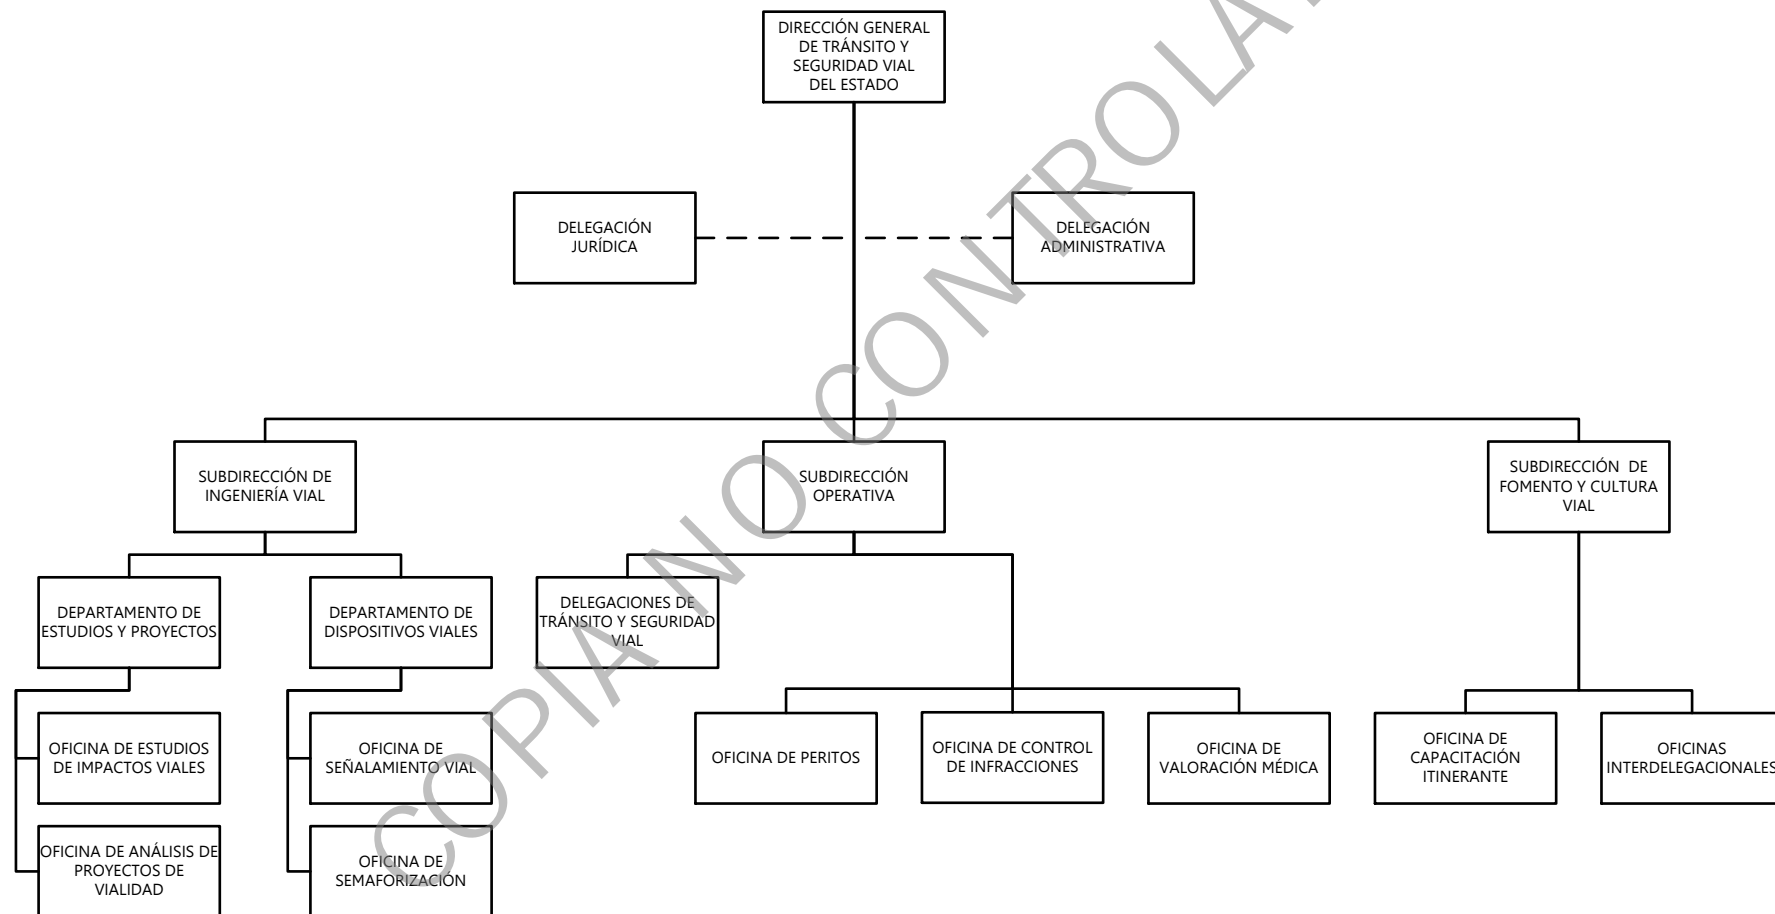 DIRECCIÓN GENERAL
DE TRÁNSITO Y
SEGURIDAD VIAL
DEL ESTADO
DELEGACIÓN
JURÍDICA
DELEGACIÓN
ADMINISTRATIVA
SUBDIRECCIÓN DE
INGENIERÍA VIAL
SUBDIRECCIÓN
OPERATIVA
SUBDIRECCIÓN DE
FOMENTO Y CULTURA
VIAL
DEPARTAMENTO DE
ESTUDIOS Y PROYECTOS
DEPARTAMENTO DE
DISPOSITIVOS VIALES
DELEGACIONES DE
TRÁNSITO Y SEGURIDAD
VIAL
OFICINA DE ESTUDIOS
DE IMPACTOS VIALES
OFICINA DE
SEÑALAMIENTO VIAL
OFICINA DE PERITOS
OFICINA DE CONTROL
DE INFRACCIONES
OFICINA DE
VALORACIÓN MÉDICA
OFICINA DE
CAPACITACIÓN
ITINERANTE
OFICINAS
INTERDELEGACIONALES
OFICINA DE ANÁLISIS DE
PROYECTOS DE
VIALIDAD
OFICINA DE
SEMAFORIZACIÓN
COPIA NO CONTROLA